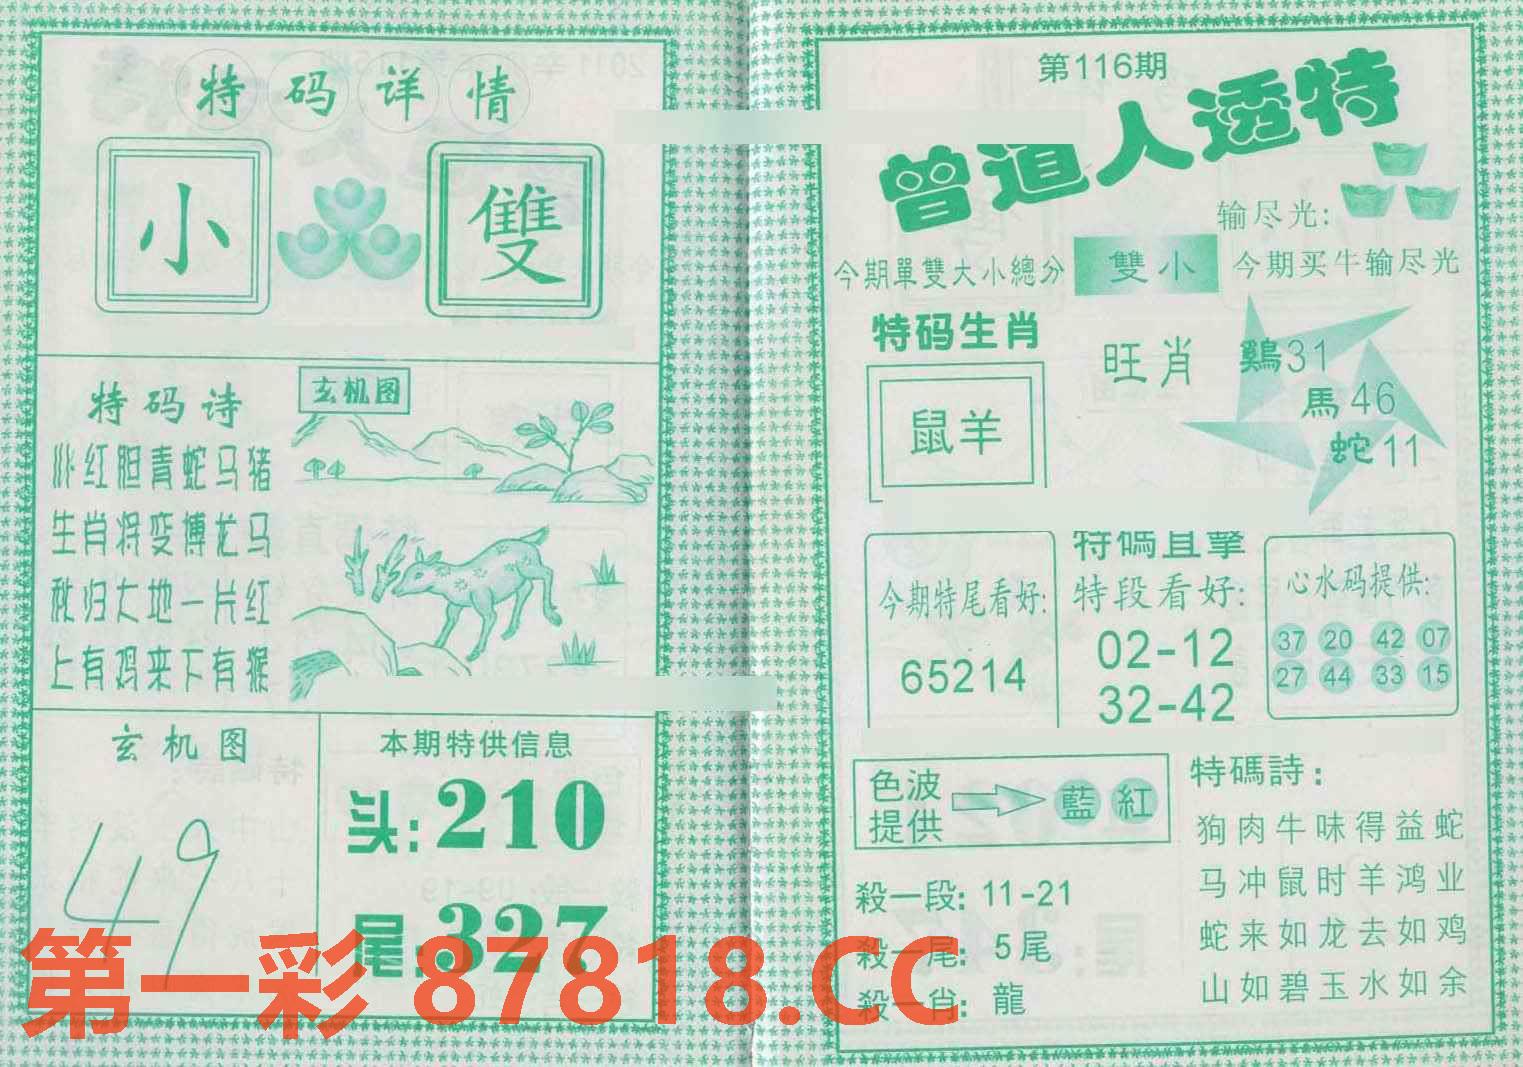 特码详情
小 雙
特码诗
玄机图
红胆青蛇马猪
生肖将变搏龙马
秋归大地一片红
上有鸡来下有猴
玄机图
49
本期特供信息
头:210
尾:327
第116期
曾道人透特
输尽光:
今期單雙大小總分 雙小 今期买牛输尽光
特码生肖
鼠羊
旺肖
鷄31
馬46
蛇11
今期特尾看好:
65214
特碼直擊
特段看好:
02-12
32-42
心水码提供:
37 20 42 07
27 44 33 15
色波提供 藍 紅
殺一段: 11-21
殺一尾: 5尾
殺一肖: 龍
特碼詩:
狗肉牛味得益蛇
马冲鼠时羊鸿业
蛇来如龙去如鸡
山如碧玉水如余
第一彩 87818.CC